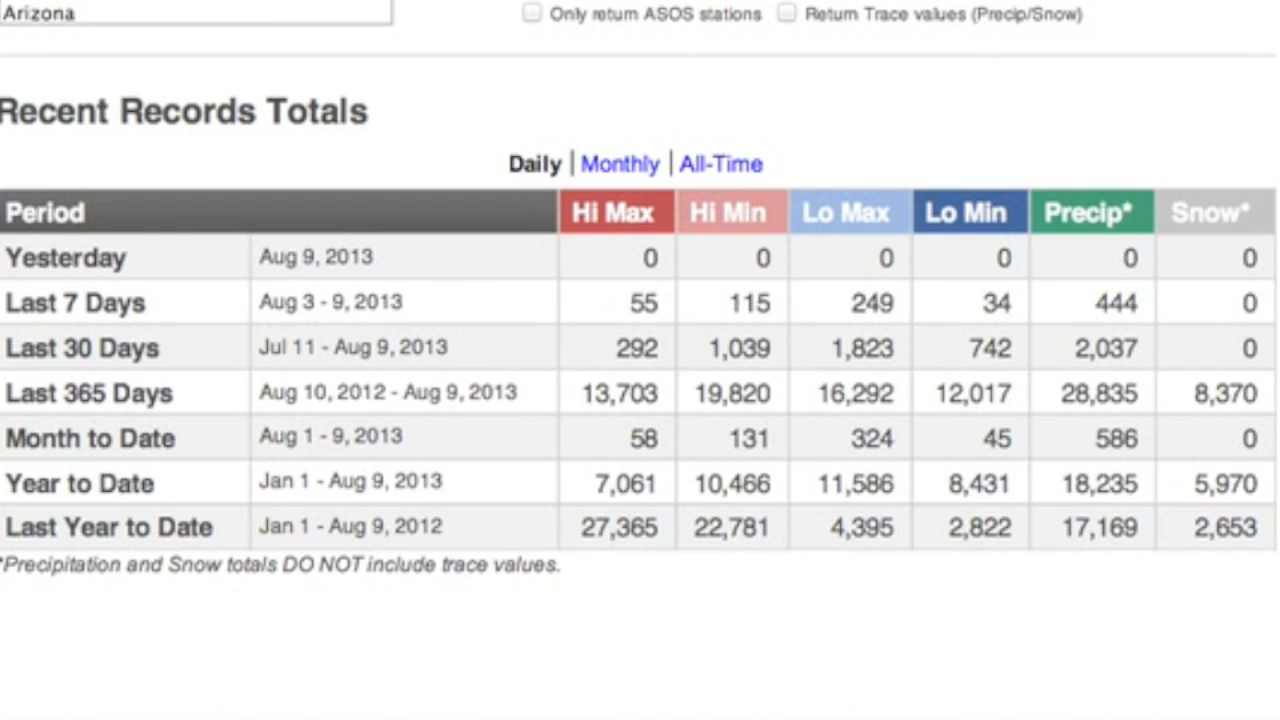 Arizona Only return ASOS stations Return Trace values (Precip/Snow)
Recent Records Totals
Daily | Monthly | All-Time
Period Hi Max Hi Min Lo Max Lo Min Precip* Snow*
Yesterday Aug 9, 2013 0 0 0 0 0 0
Last 7 Days Aug 3 - 9, 2013 55 115 249 34 444 0
Last 30 Days Jul 11 - Aug 9, 2013 292 1,039 1,823 742 2,037 0
Last 365 Days Aug 10, 2012 - Aug 9, 2013 13,703 19,820 16,292 12,017 28,835 8,370
Month to Date Aug 1 - 9, 2013 58 131 324 45 586 0
Year to Date Jan 1 - Aug 9, 2013 7,061 10,466 11,586 8,431 18,235 5,970
Last Year to Date Jan 1 - Aug 9, 2012 27,365 22,781 4,395 2,822 17,169 2,653
*Precipitation and Snow totals DO NOT include trace values.